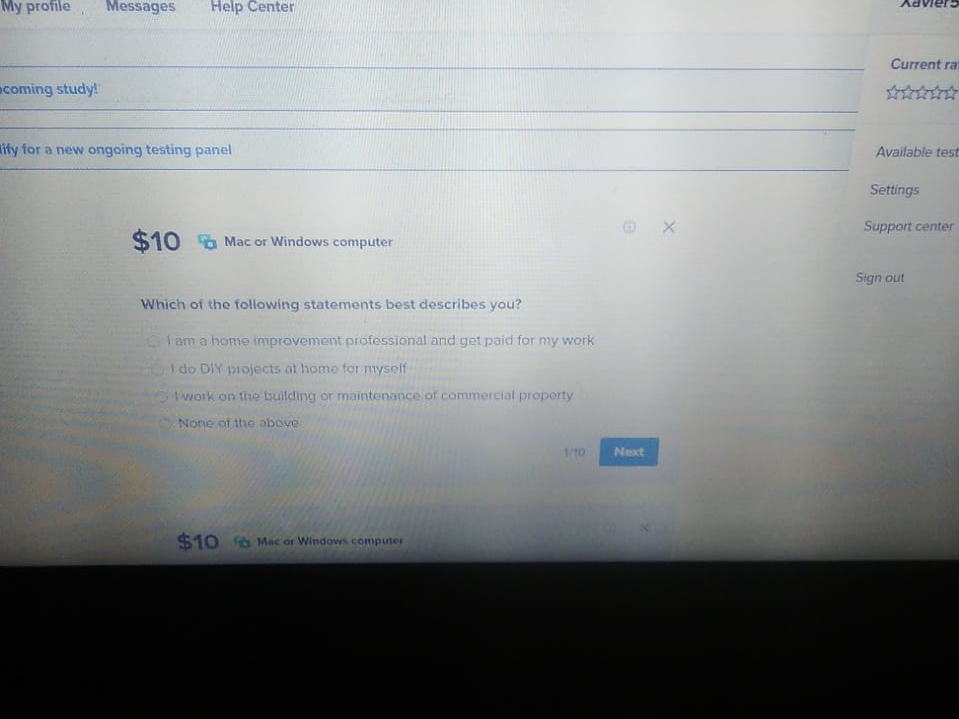 My profile Messages Help Center
Current ra
coming study!
Available test
ify for a new ongoing testing panel
Settings
Support center
$10 Mac or Windows computer
Sign out
Which of the following statements best describes you?
I am a home improvement professional and get paid for my work
I do DIY projects at home for myself
I work on the building or maintenance of commercial property
None of the above
1/10 Next
$10 Mac or Windows computer